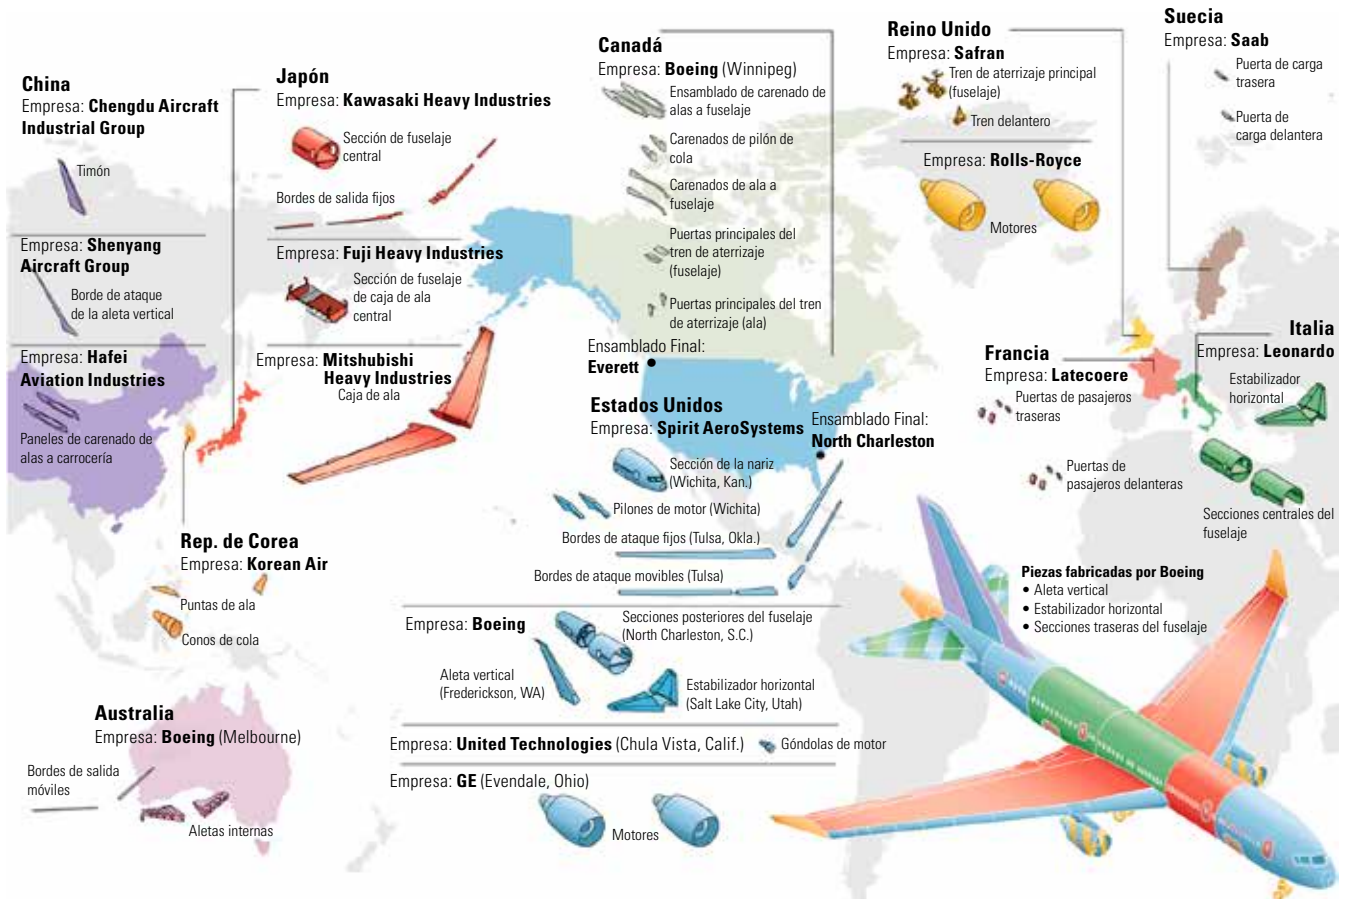 China
Empresa: Chengdu Aircraft
Industrial Group
Timón
Empresa: Shenyang
Aircraft Group
Borde de ataque
de la aleta vertical
Empresa: Hafei
Aviation Industries
Paneles de carenado de
alas a carrocería
Japón
Empresa: Kawasaki Heavy Industries
Sección de fuselaje
central
Bordes de salida fijos
Empresa: Fuji Heavy Industries
Sección de fuselaje
de caja de ala
central
Empresa: Mitshubishi
Heavy Industries
Caja de ala
Rep. de Corea
Empresa: Korean Air
Puntas de ala
Conos de cola
Australia
Empresa: Boeing (Melbourne)
Bordes de salida
móviles
Aletas internas
Canadá
Empresa: Boeing (Winnipeg)
Ensamblado de carenado de
alas a fuselaje
Carenados de pilón de
cola
Carenados de ala a
fuselaje
Puertas principales del
tren de aterrizaje
(fuselaje)
Puertas principales del tren
de aterrizaje (ala)
Ensamblado Final:
Everett
Estados Unidos
Empresa: Spirit AeroSystems
Ensamblado Final:
North Charleston
Sección de la nariz
(Wichita, Kan.)
Pilones de motor (Wichita)
Bordes de ataque fijos (Tulsa, Okla.)
Bordes de ataque movibles (Tulsa)
Empresa: Boeing
Secciones posteriores del fuselaje
(North Charleston, S.C.)
Aleta vertical
(Frederickson, WA)
Estabilizador horizontal
(Salt Lake City, Utah)
Empresa: United Technologies (Chula Vista, Calif.)
Góndolas de motor
Empresa: GE (Evendale, Ohio)
Motores
Reino Unido
Empresa: Safran
Tren de aterrizaje principal
(fuselaje)
Tren delantero
Empresa: Rolls-Royce
Motores
Suecia
Empresa: Saab
Puerta de carga
trasera
Puerta de
carga delantera
Francia
Empresa: Latecoere
Puertas de pasajeros
traseras
Puertas de
pasajeros delanteras
Italia
Empresa: Leonardo
Estabilizador
horizontal
Secciones centrales del
fuselaje
Piezas fabricadas por Boeing
• Aleta vertical
• Estabilizador horizontal
• Secciones traseras del fuselaje